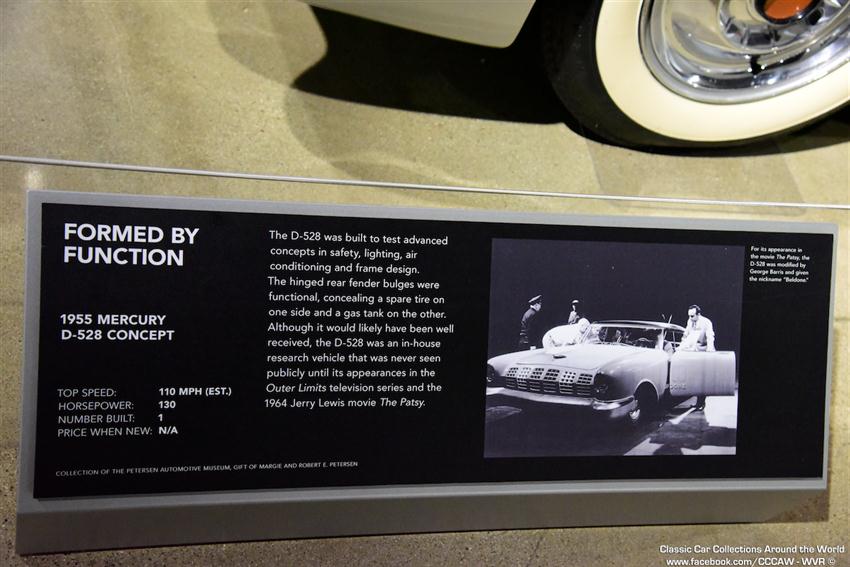 FORMED BY
FUNCTION
1955 MERCURY
D-528 CONCEPT
TOP SPEED: 110 MPH (EST.)
HORSEPOWER: 130
NUMBER BUILT: 1
PRICE WHEN NEW: N/A
COLLECTION OF THE PETERSEN AUTOMOTIVE MUSEUM, GIFT OF MARGIE AND ROBERT E. PETERSEN
The D-528 was built to test advanced
concepts in safety, lighting, air
conditioning and frame design.
The hinged rear fender bulges were
functional, concealing a spare tire on
one side and a gas tank on the other.
Although it would likely have been well
received, the D-528 was an in-house
research vehicle that was never seen
publicly until its appearances in the
Outer Limits television series and the
1964 Jerry Lewis movie The Patsy.
For its appearance in
the movie The Patsy, the
D-528 was modified by
George Barris and given
the nickname "Beldone."
Classic Car Collections Around the World
www.facebook.com/CCCAW - WVR ©